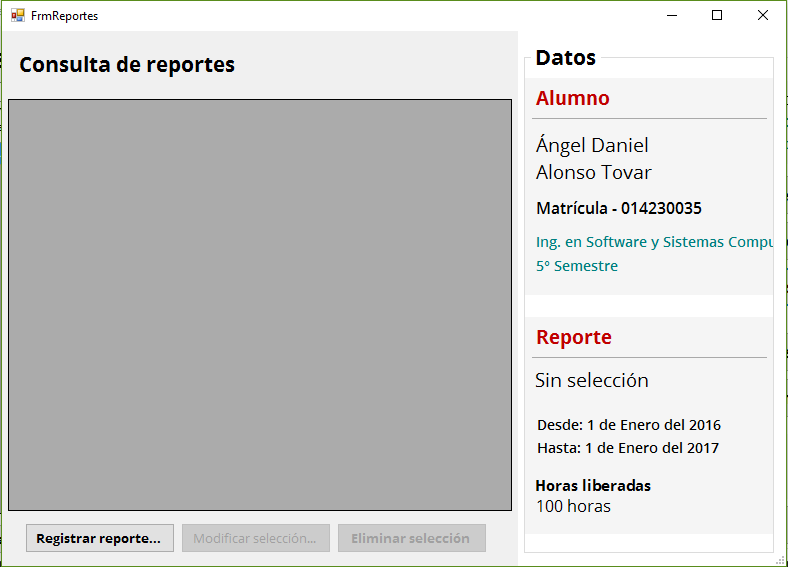 FrmReportes
Consulta de reportes
Registrar reporte...
Modificar selección...
Eliminar selección
Datos
Alumno
Ángel Daniel
Alonso Tovar
Matrícula - 014230035
Ing. en Software y Sistemas Compu
5° Semestre
Reporte
Sin selección
Desde: 1 de Enero del 2016
Hasta: 1 de Enero del 2017
Horas liberadas
100 horas